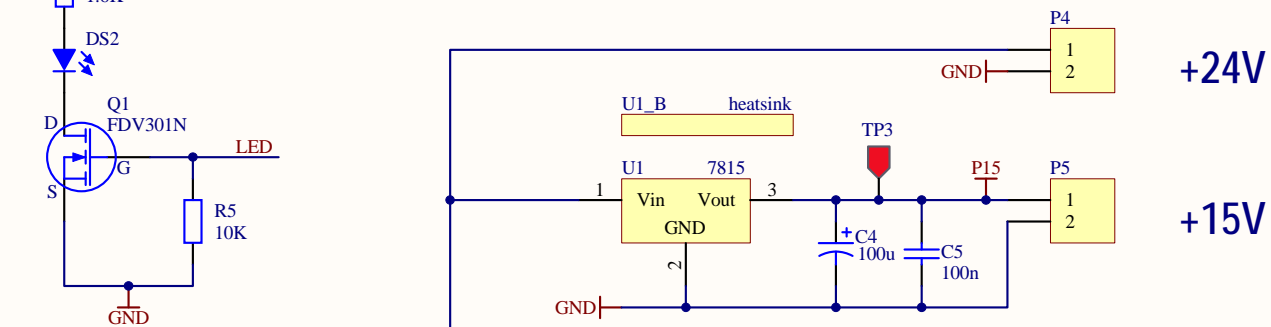 DS2
Q1
FDV301N
D
G
S
LED
R5
10K
GND
P4
1
2
GND
+24V
U1_B heatsink
TP3
U1 7815
1 Vin Vout 3
GND
2
P15
P5
1
2
+15V
+
C4
100u
C5
100n
GND